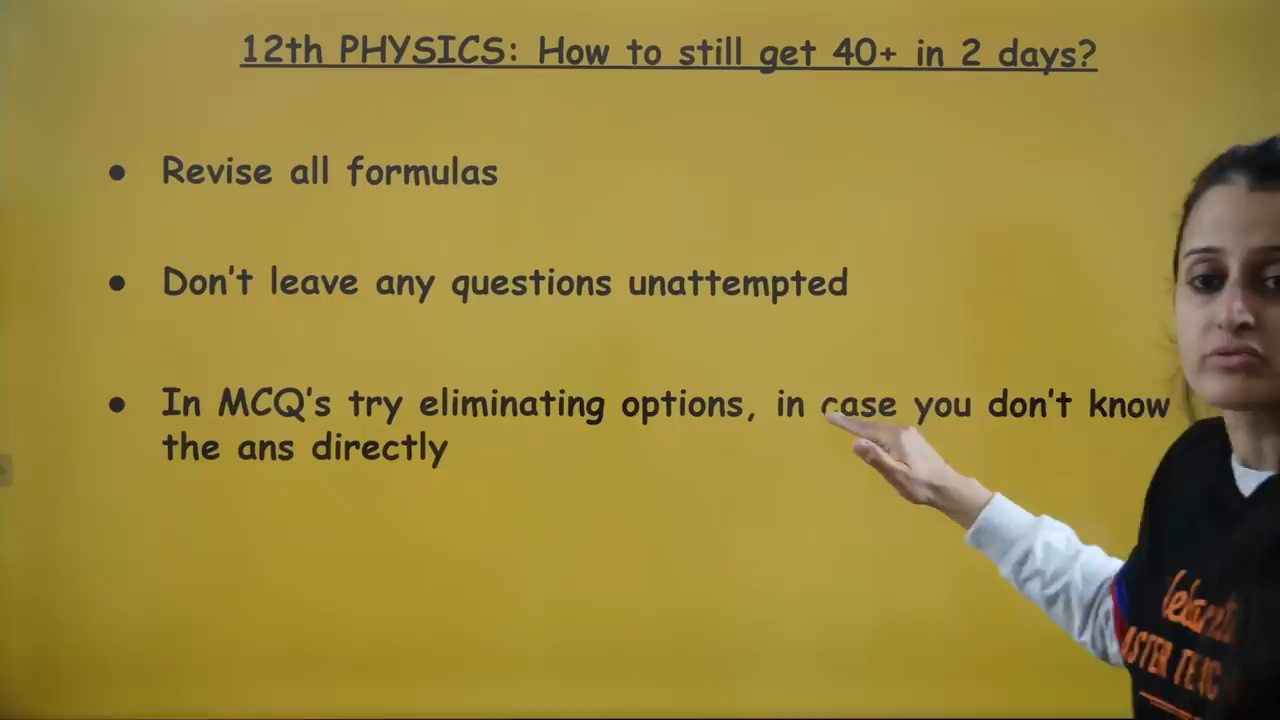 12th PHYSICS: How to still get 40+ in 2 days?
● Revise all formulas
● Don't leave any questions unattempted
● In MCQ's try eliminating options, in case you don't know
the ans directly